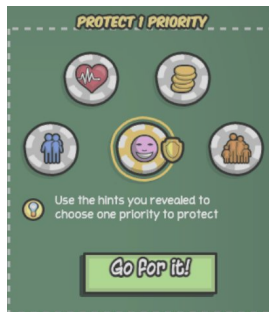 PROTECT 1 PRIORITY
Use the hints you revealed to
choose one priority to protect
Go for it!